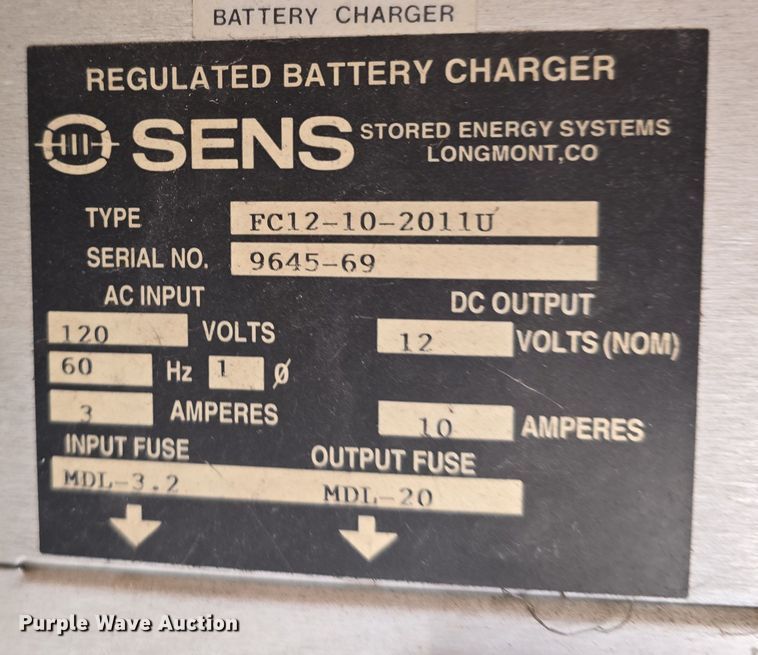 BATTERY CHARGER
REGULATED BATTERY CHARGER
SENS STORED ENERGY SYSTEMS
LONGMONT,CO
TYPE FC12-10-2011U
SERIAL NO. 9645-69
AC INPUT DC OUTPUT
120 VOLTS 12 VOLTS (NOM)
60 Hz 1 Ø
3 AMPERES 10 AMPERES
INPUT FUSE OUTPUT FUSE
MDL-3.2 MDL-20
Purple Wave Auction